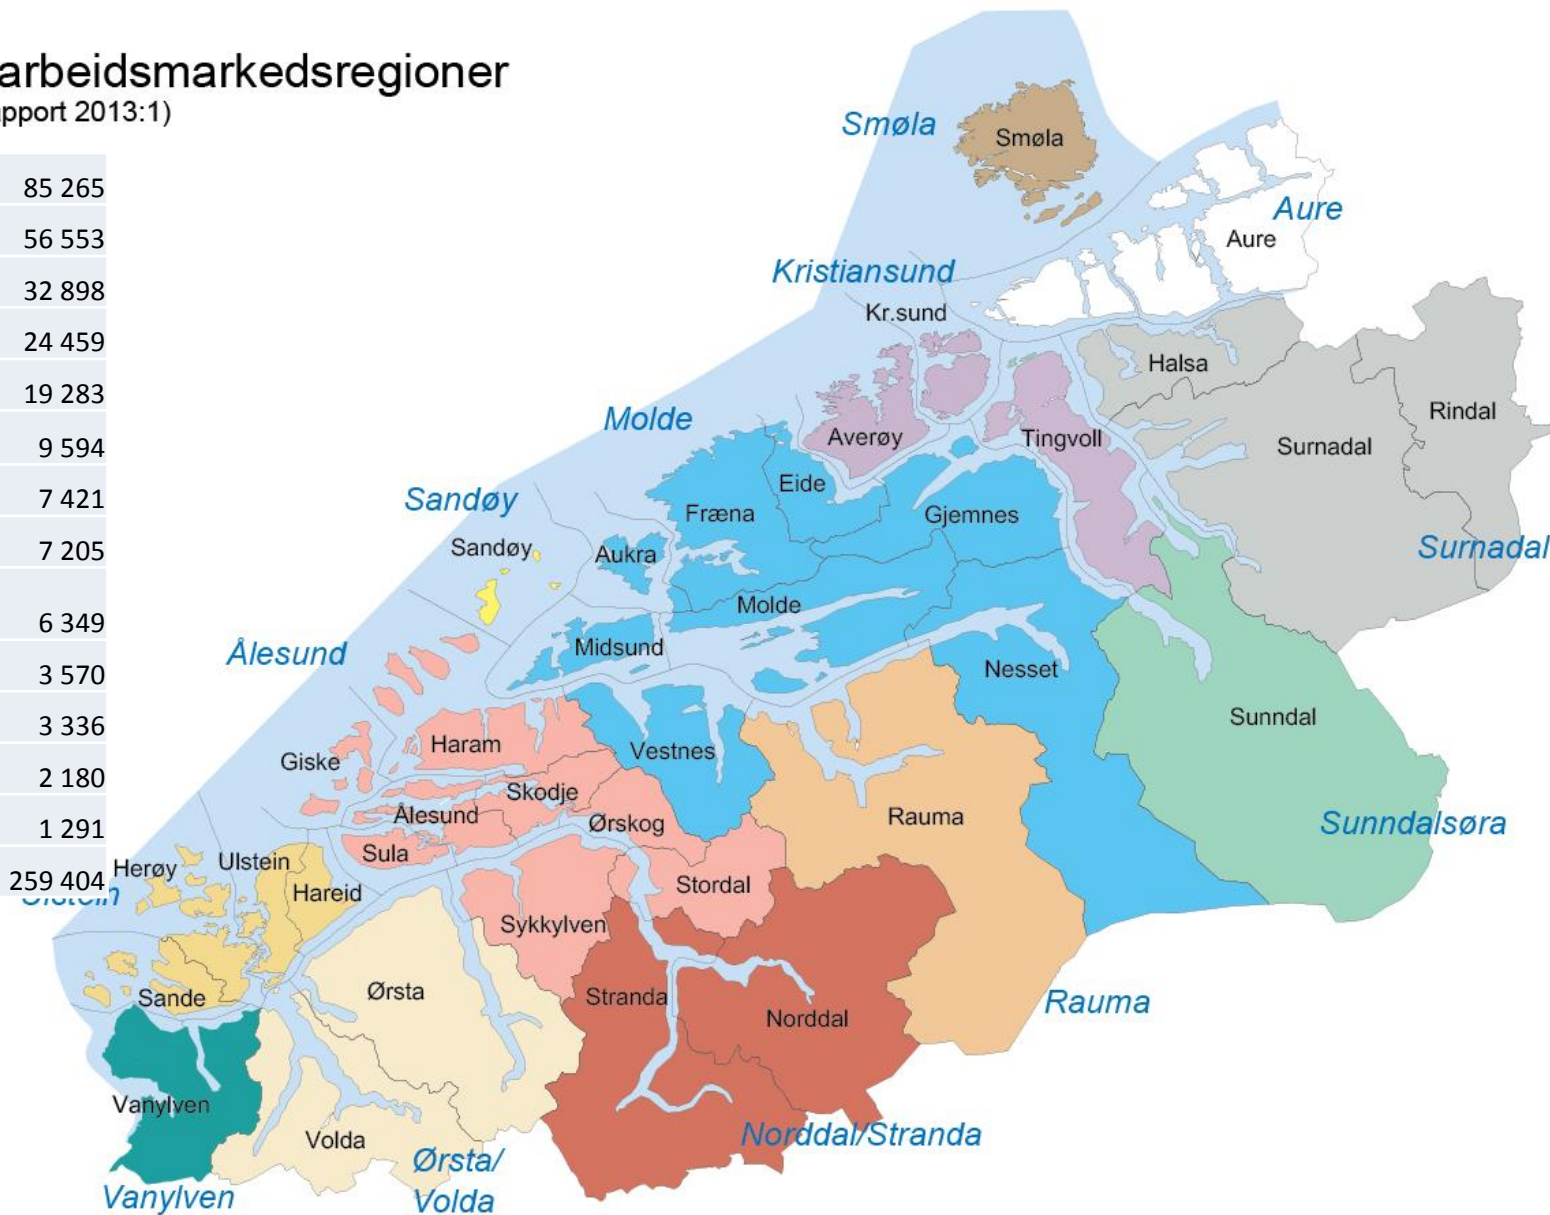 arbeidsmarkedsregioner
pport 2013:1)
85 265
56 553
32 898
24 459
19 283
9 594
7 421
7 205
6 349
3 570
3 336
2 180
1 291
259 404
Smøla
Smøla
Aure
Aure
Kristiansund
Kr.sund
Halsa
Rindal
Molde
Averøy
Tingvoll
Surnadal
Eide
Sandøy
Fræna
Gjemnes
Sandøy
Aukra
Surnadal
Molde
Midsund
Ålesund
Nesset
Sunndal
Haram
Vestnes
Giske
Skodje
Ålesund
Ørskog
Rauma
Sunndalsøra
Sula
Ulstein
Herøy
Hareid
Stordal
Sykkylven
Ørsta
Sande
Stranda
Rauma
Norddal
Vanylven
Volda
Norddal/Stranda
Ørsta/
Volda
Vanylven